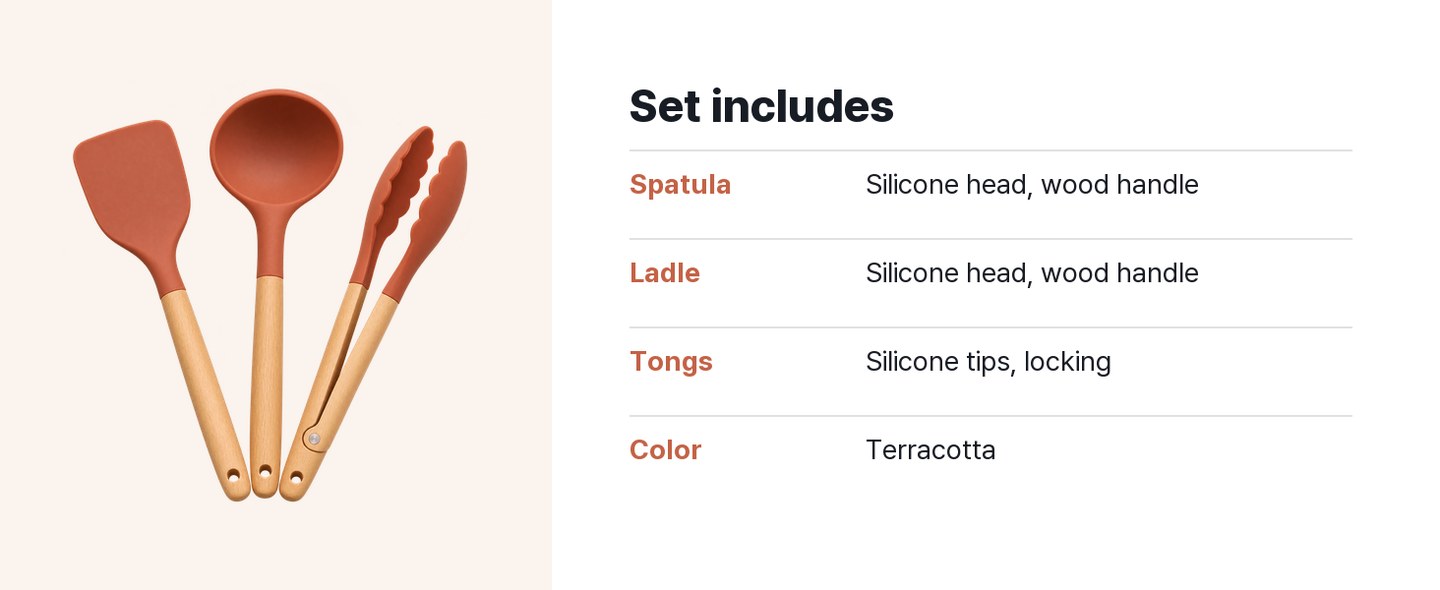 Set includes
Spatula Silicone head, wood handle
Ladle Silicone head, wood handle
Tongs Silicone tips, locking
Color Terracotta